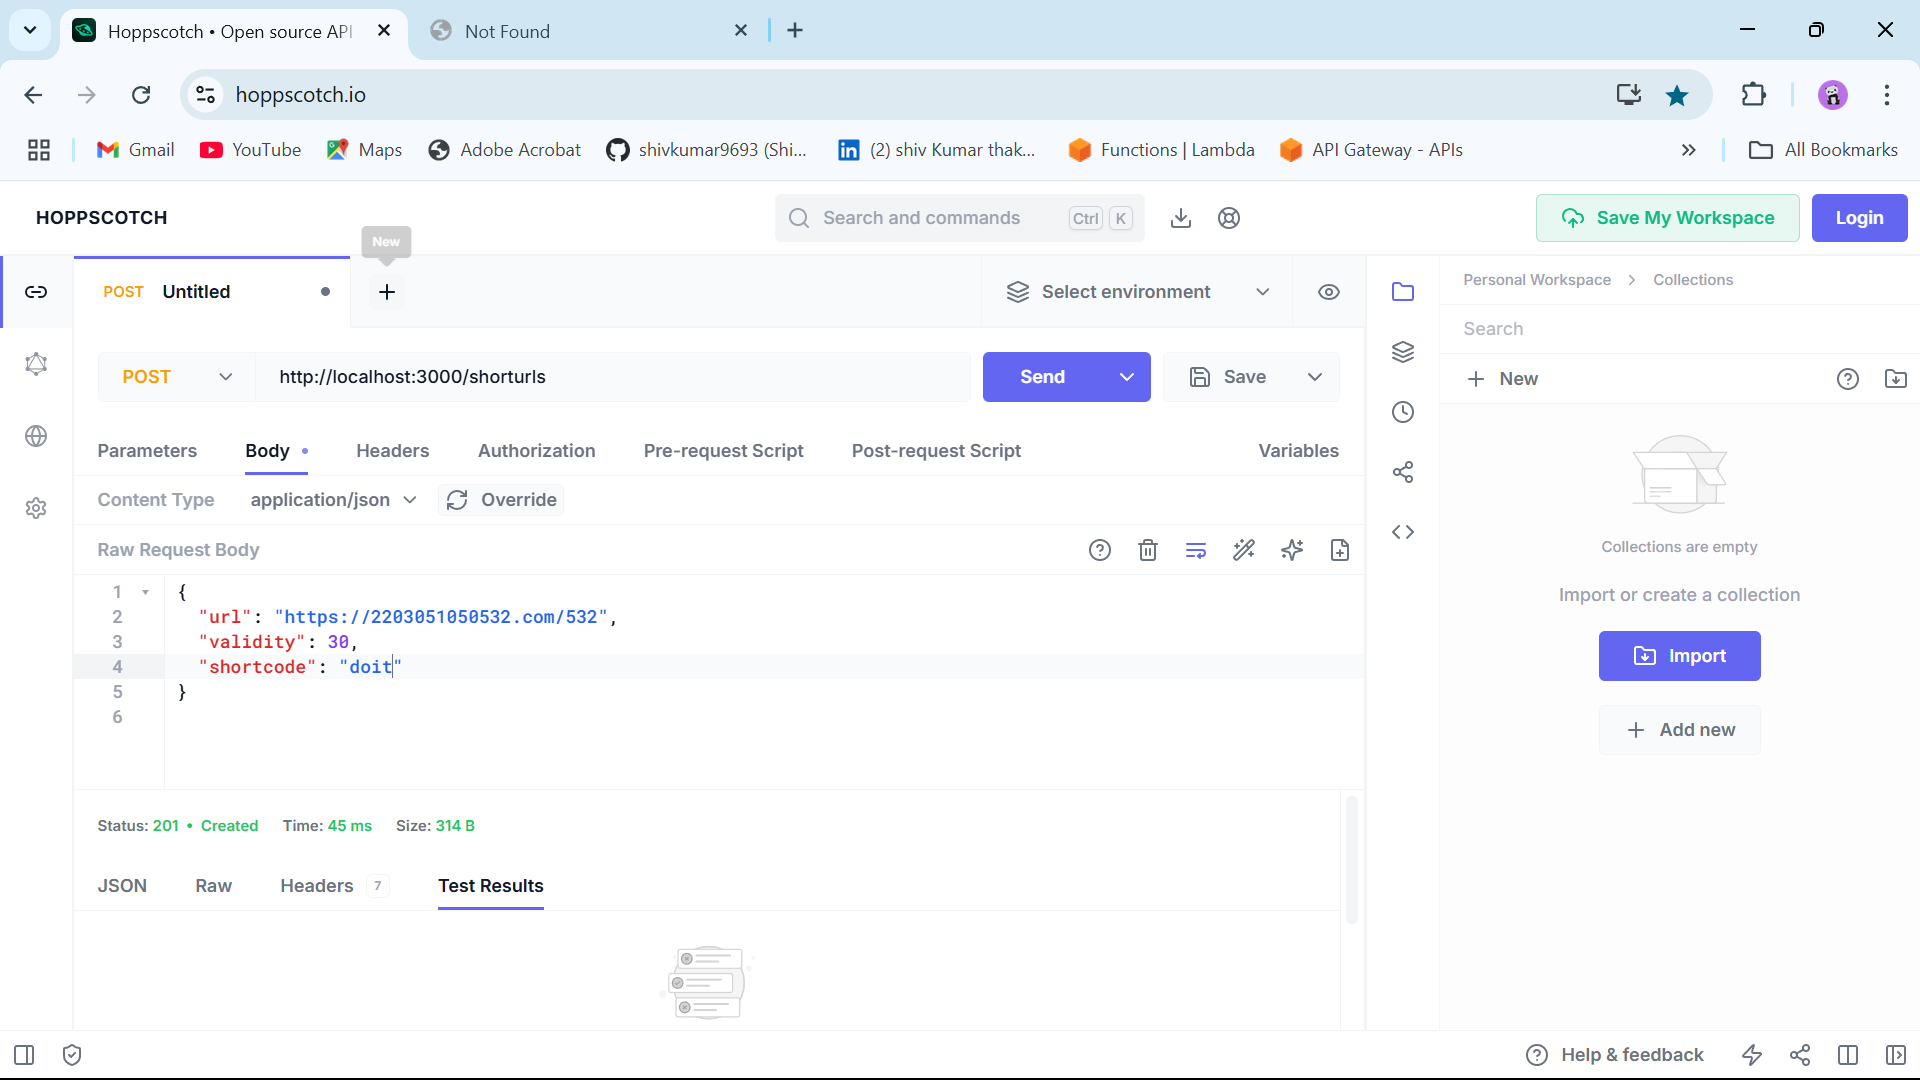 Hoppscotch • Open source API
Not Found
hoppscotch.io
Gmail
YouTube
Maps
Adobe Acrobat
shivkumar9693 (Shi...
(2) shiv Kumar thak...
Functions | Lambda
API Gateway - APIs
All Bookmarks
HOPPSCOTCH
Search and commands
Ctrl K
Save My Workspace
Login
New
POST Untitled
Select environment
Personal Workspace > Collections
Search
POST
http://localhost:3000/shorturls
Send
Save
New
Parameters
Body
Headers
Authorization
Pre-request Script
Post-request Script
Variables
Content Type
application/json
Override
Raw Request Body
1 {
2 "url": "https://2203051050532.com/532",
3 "validity": 30,
4 "shortcode": "doit"
5 }
6
Collections are empty
Import or create a collection
Import
Add new
Status: 201 • Created Time: 45 ms Size: 314 B
JSON
Raw
Headers 7
Test Results
Help & feedback